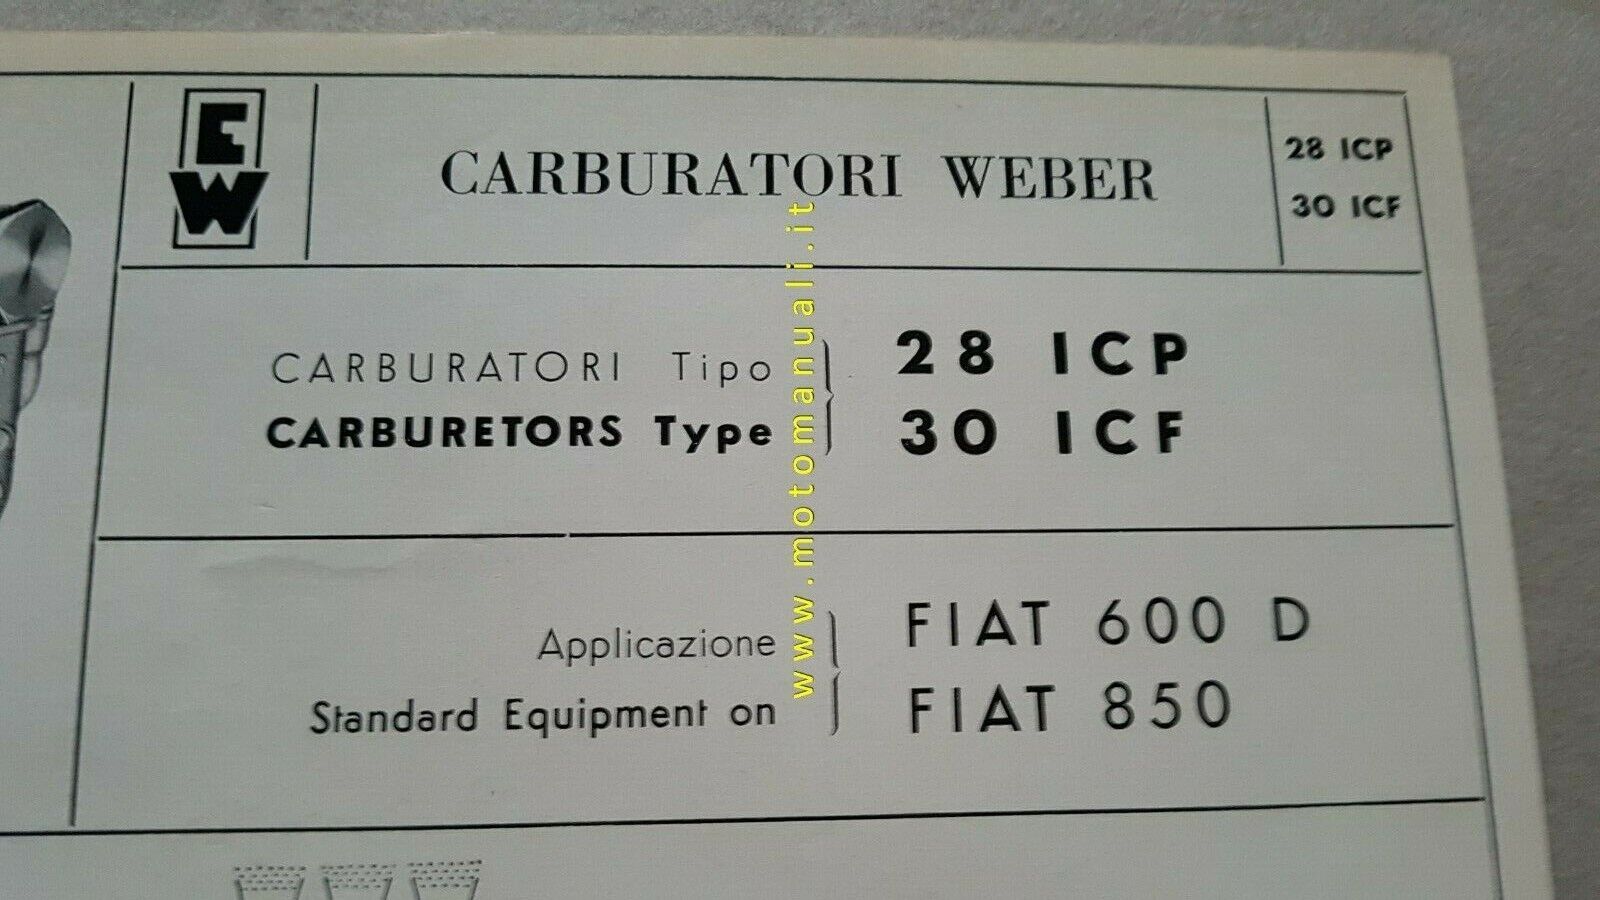 E
W
CARBURATORI WEBER
28 ICP
30 ICF
CARBURATORI Tipo
CARBURETORS Type
28 ICP
30 ICF
Applicazione
Standard Equipment on
FIAT 600 D
FIAT 850
www.motomanuali.it